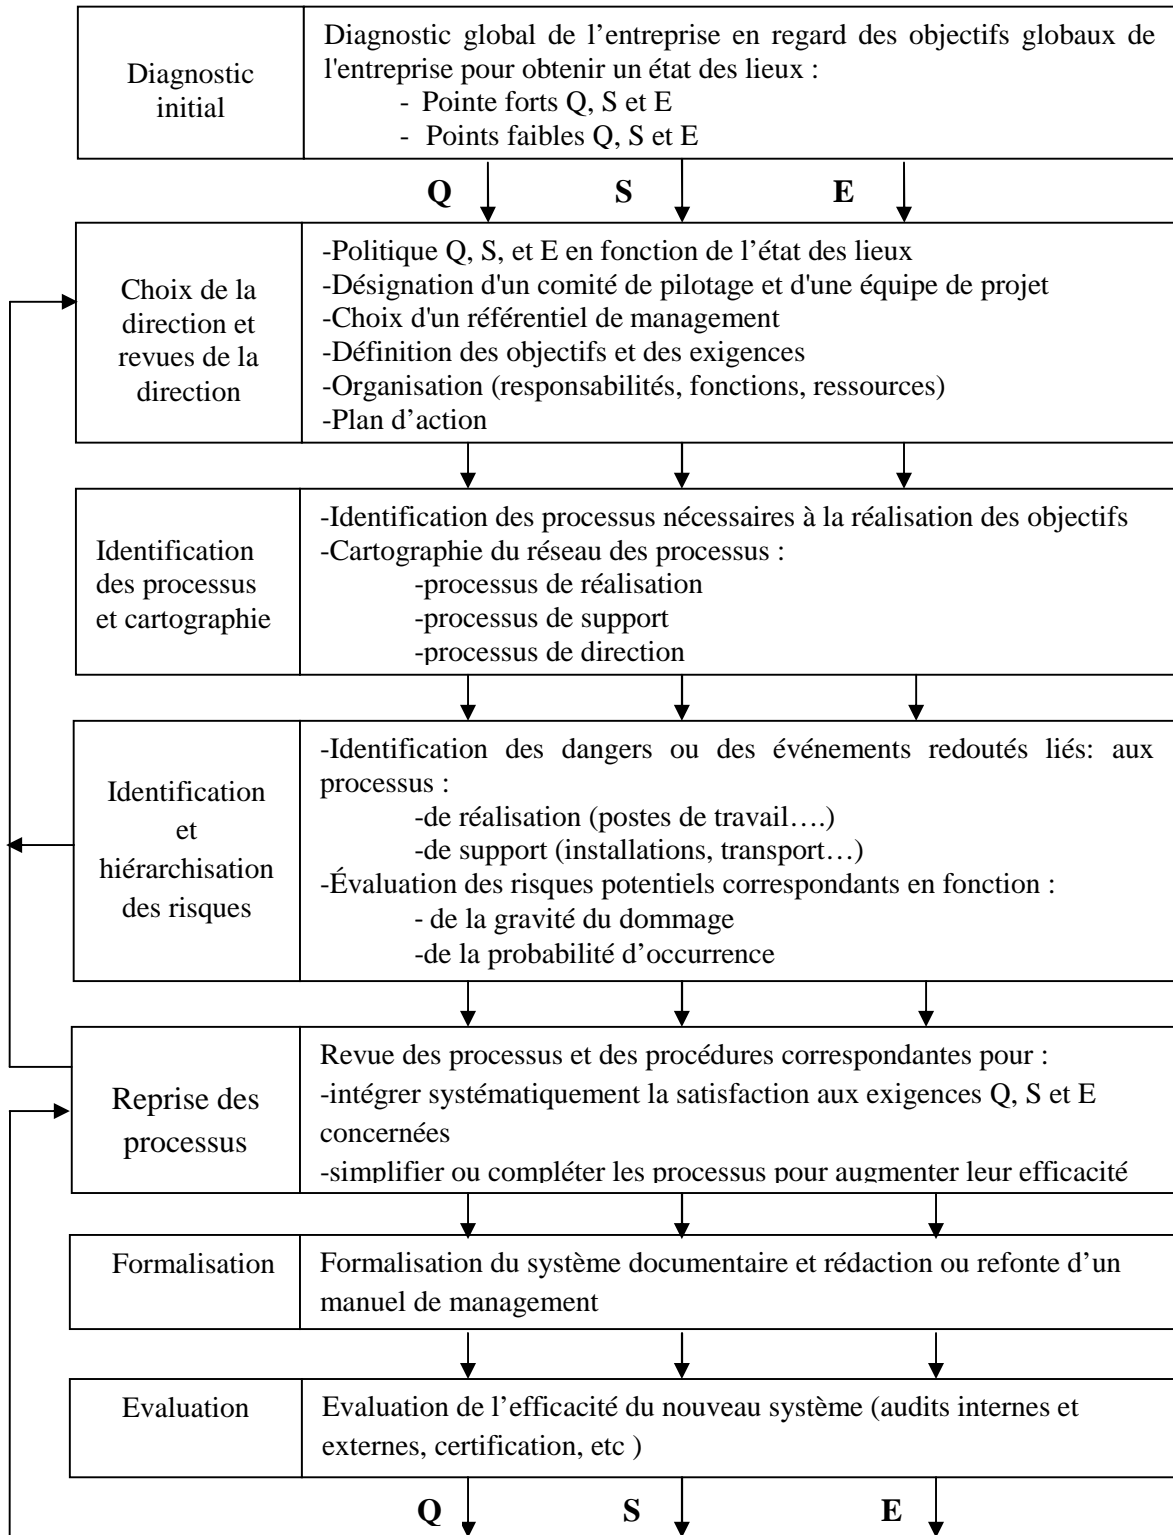 Diagnostic
initial
Diagnostic global de l’entreprise en regard des objectifs globaux de
l'entreprise pour obtenir un état des lieux :
- Pointe forts Q, S et E
- Points faibles Q, S et E
Q S E
Choix de la
direction et
revues de la
direction
-Politique Q, S, et E en fonction de l’état des lieux
-Désignation d'un comité de pilotage et d'une équipe de projet
-Choix d'un référentiel de management
-Définition des objectifs et des exigences
-Organisation (responsabilités, fonctions, ressources)
-Plan d’action
Identification
des processus
et cartographie
-Identification des processus nécessaires à la réalisation des objectifs
-Cartographie du réseau des processus :
-processus de réalisation
-processus de support
-processus de direction
Identification
et
hiérarchisation
des risques
-Identification des dangers ou des événements redoutés liés: aux
processus :
-de réalisation (postes de travail….)
-de support (installations, transport…)
-Évaluation des risques potentiels correspondants en fonction :
- de la gravité du dommage
-de la probabilité d’occurrence
Reprise des
processus
Revue des processus et des procédures correspondantes pour :
-intégrer systématiquement la satisfaction aux exigences Q, S et E
concernées
-simplifier ou compléter les processus pour augmenter leur efficacité
Formalisation
Formalisation du système documentaire et rédaction ou refonte d’un
manuel de management
Evaluation
Evaluation de l’efficacité du nouveau système (audits internes et
externes, certification, etc )
Q S E